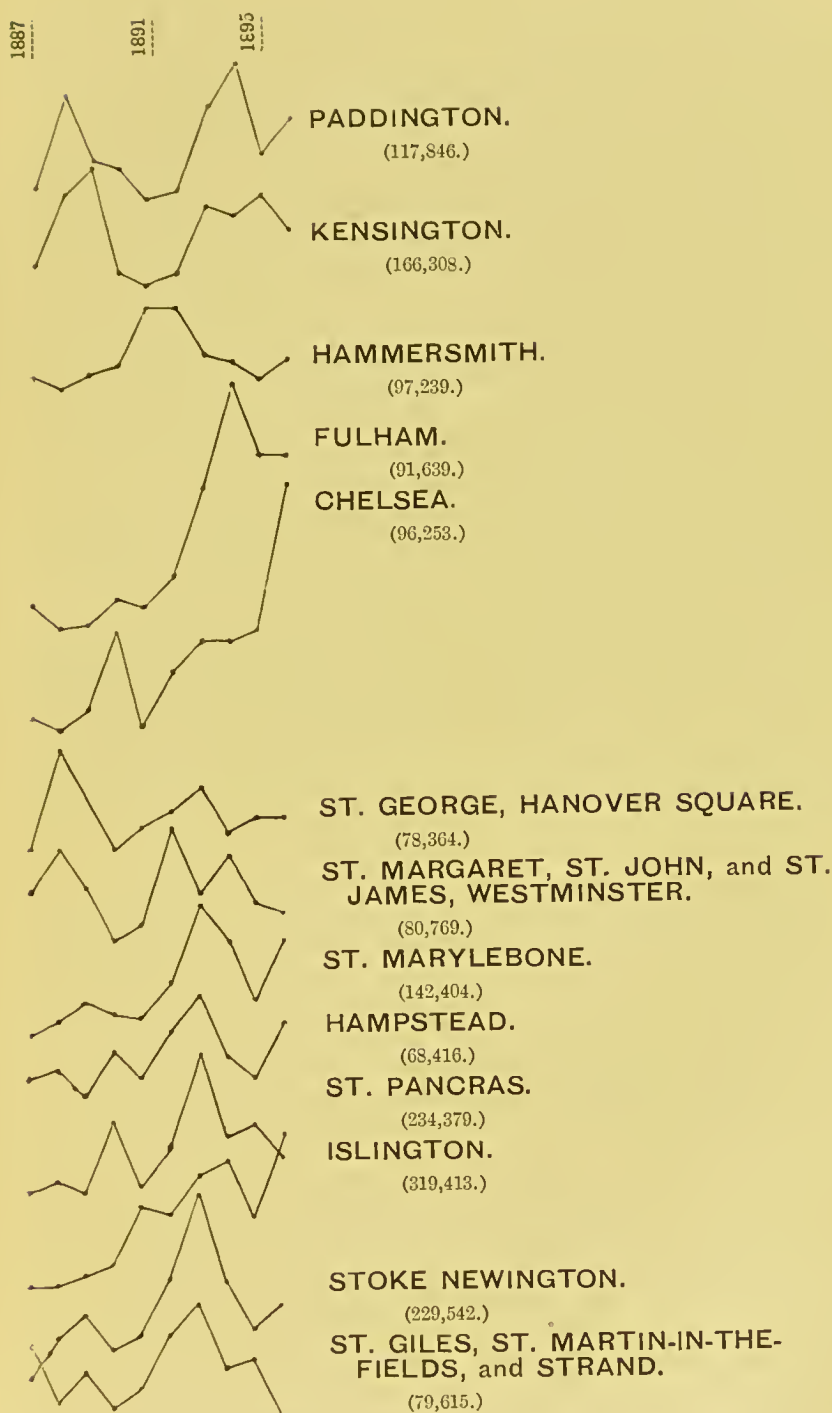 1887
1891
1895
PADDINGTON.
(117,846.)
KENSINGTON.
(166,308.)
HAMMERSMITH.
(97,239.)
FULHAM.
(91,639.)
CHELSEA.
(96,253.)
ST. GEORGE, HANOVER SQUARE.
(78,364.)
ST. MARGARET, ST. JOHN, and ST.
JAMES, WESTMINSTER.
(80,769.)
ST. MARYLEBONE.
(142,404.)
HAMPSTEAD.
(68,416.)
ST. PANCRAS.
(234,379.)
ISLINGTON.
(319,413.)
STOKE NEWINGTON.
(229,542.)
ST. GILES, ST. MARTIN-IN-THE-
FIELDS, and STRAND.
(79,615.)